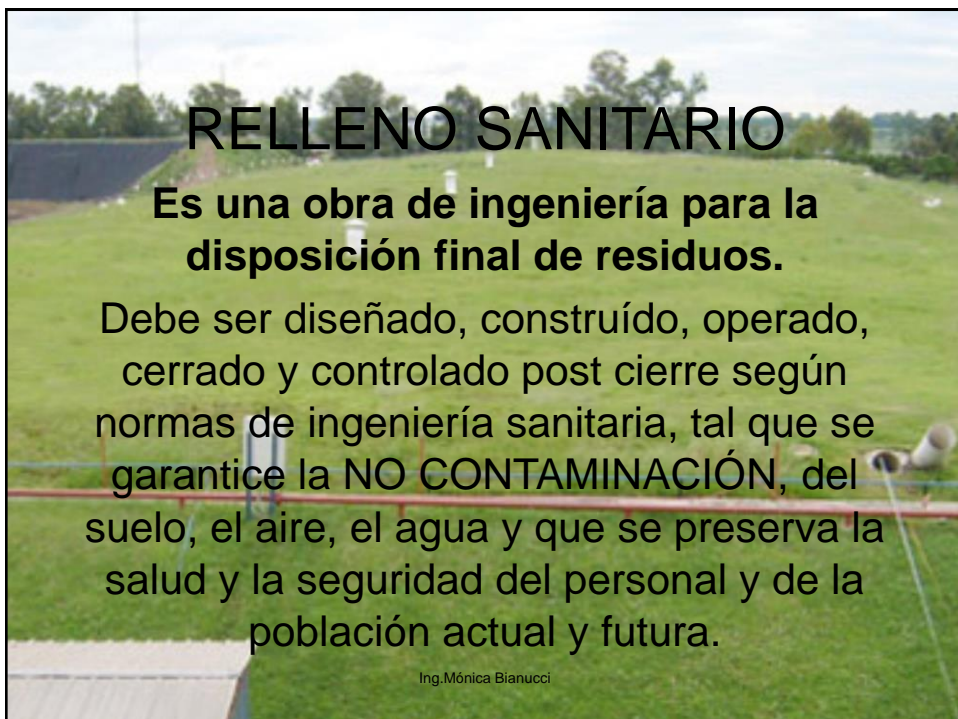 RELLENO SANITARIO
Es una obra de ingeniería para la
disposición final de residuos.
Debe ser diseñado, construído, operado,
cerrado y controlado post cierre según
normas de ingeniería sanitaria, tal que se
garantice la NO CONTAMINACIÓN, del
suelo, el aire, el agua y que se preserva la
salud y la seguridad del personal y de la
población actual y futura.
Ing.Mónica Bianucci